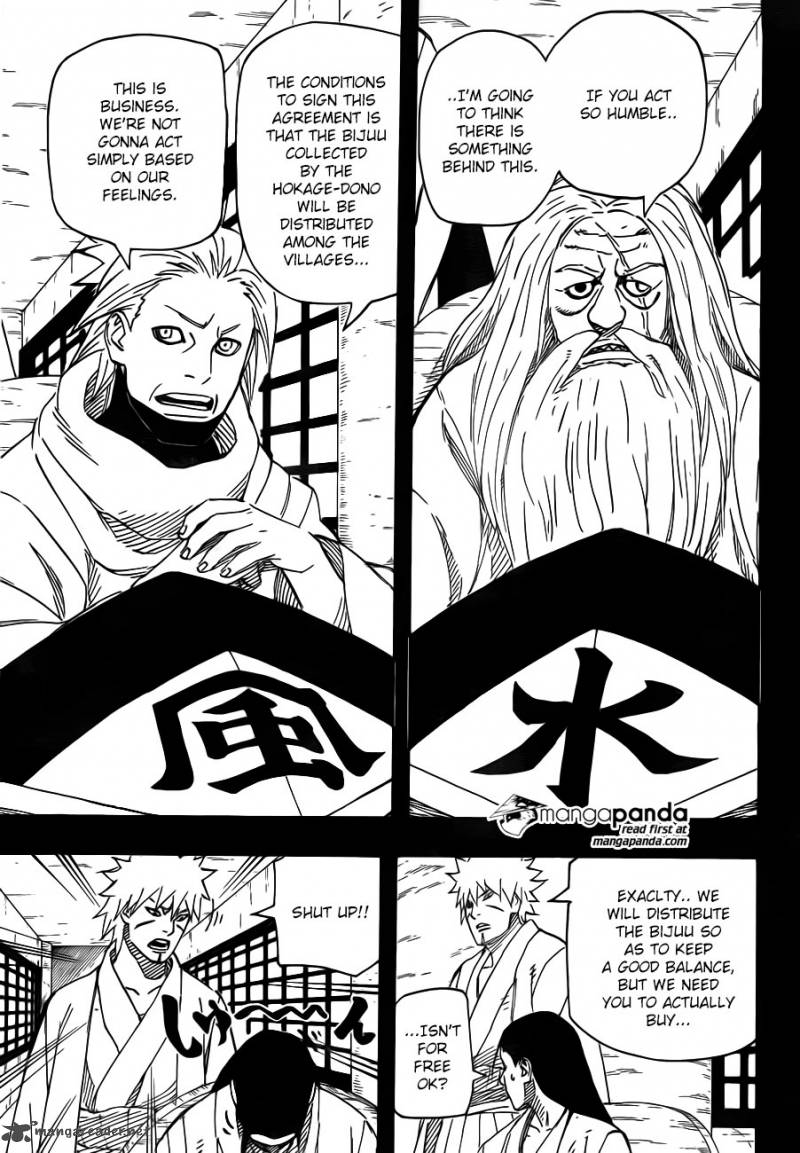 IF YOU ACT
SO HUMBLE..
..I'M GOING
TO THINK
THERE IS
SOMETHING
BEHIND THIS.
THE CONDITIONS
TO SIGN THIS
AGREEMENT IS
THAT THE BIJUU
COLLECTED
BY THE
HOKAGE-DONO
WILL BE
DISTRIBUTED
AMONG THE
VILLAGES...
THIS IS
BUSINESS.
WE'RE NOT
GONNA ACT
SIMPLY BASED
ON OUR
FEELINGS.
水
風
mangapanda
read first at
mangapanda.com
EXACLTY.. WE
WILL DISTRIBUTE
THE BIJUU SO
AS TO KEEP
A GOOD BALANCE,
BUT WE NEED
YOU TO ACTUALLY
BUY...
...ISN'T
FOR
FREE
OK?
SHUT UP!!
しゅ〜〜ん
mangareader.net